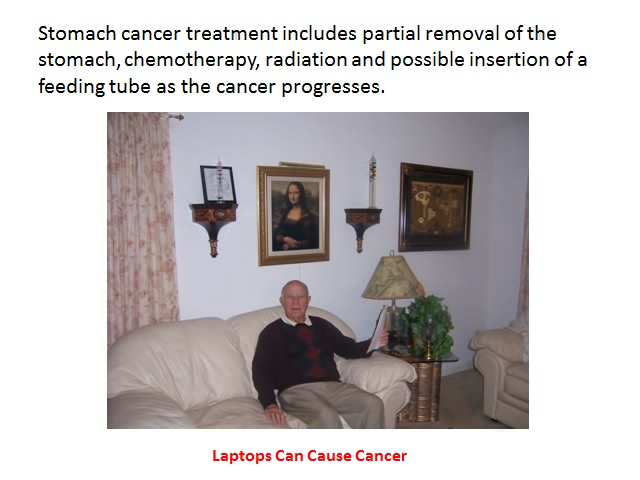 Stomach cancer treatment includes partial removal of the
stomach, chemotherapy, radiation and possible insertion of a
feeding tube as the cancer progresses.
Laptops Can Cause Cancer